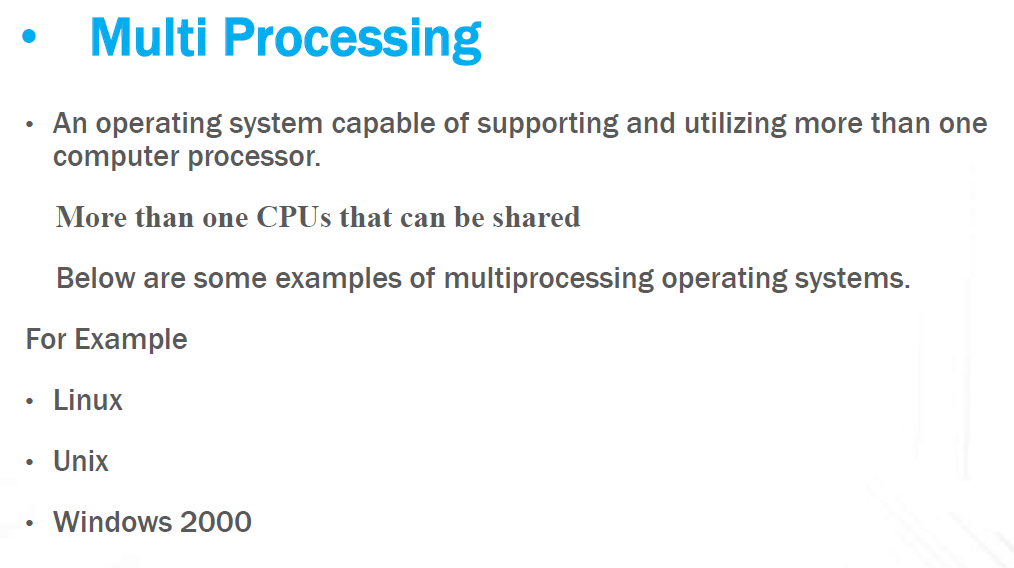 • Multi Processing
• An operating system capable of supporting and utilizing more than one
computer processor.
More than one CPUs that can be shared
Below are some examples of multiprocessing operating systems.
For Example
• Linux
• Unix
• Windows 2000